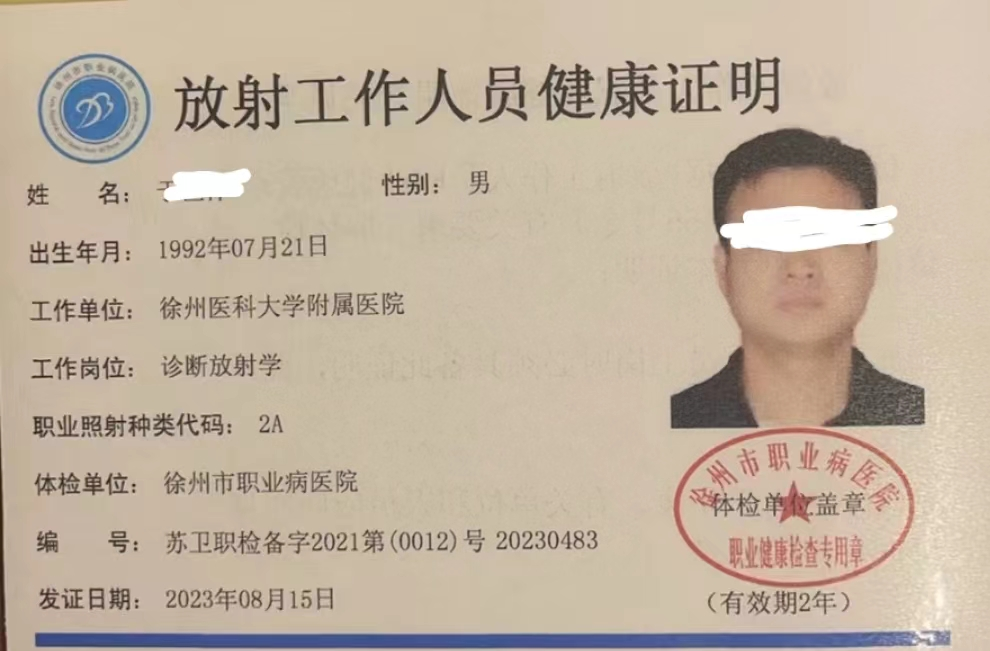 放射工作人员健康证明
姓 名：
性别： 男
出生年月： 1992年07月21日
工作单位： 徐州医科大学附属医院
工作岗位： 诊断放射学
职业照射种类代码： 2A
体检单位： 徐州市职业病医院
编 号： 苏卫职检备字2021第(0012)号 20230483
发证日期： 2023年08月15日
徐州市职业病医院
体检单位盖章
职业健康检查专用章
（有效期2年）